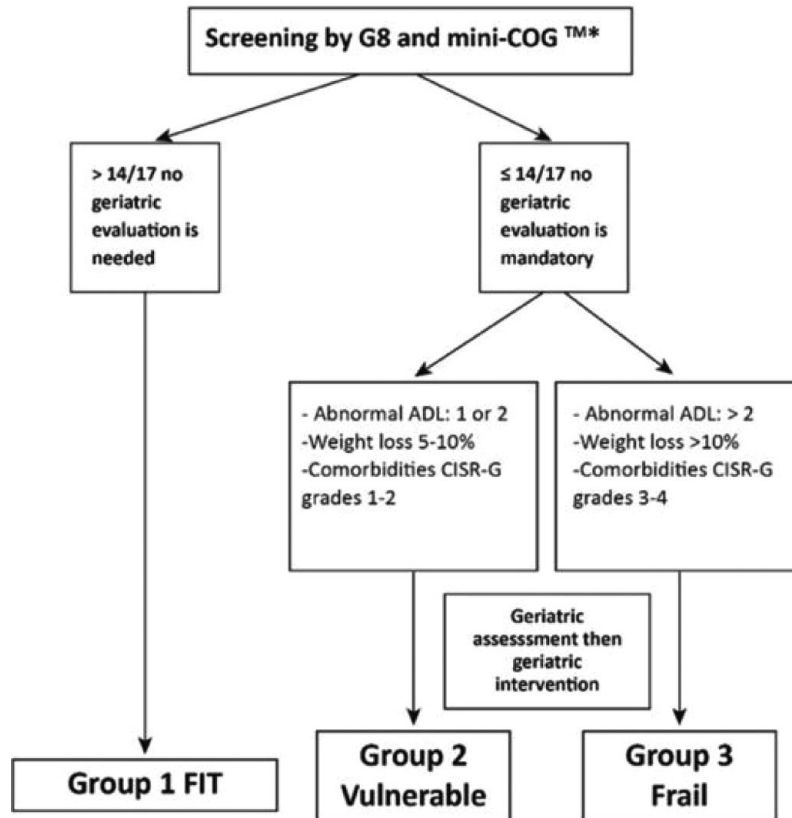 Screening by G8 and mini-COG ™*
> 14/17 no
geriatric
evaluation is
needed
≤ 14/17 no
geriatric
evaluation is
mandatory
- Abnormal ADL: 1 or 2
-Weight loss 5-10%
-Comorbidities CISR-G
grades 1-2
- Abnormal ADL: > 2
-Weight loss >10%
-Comorbidities CISR-G
grades 3-4
Geriatric
assesssment then
geriatric
intervention
Group 1 FIT
Group 2
Vulnerable
Group 3
Frail